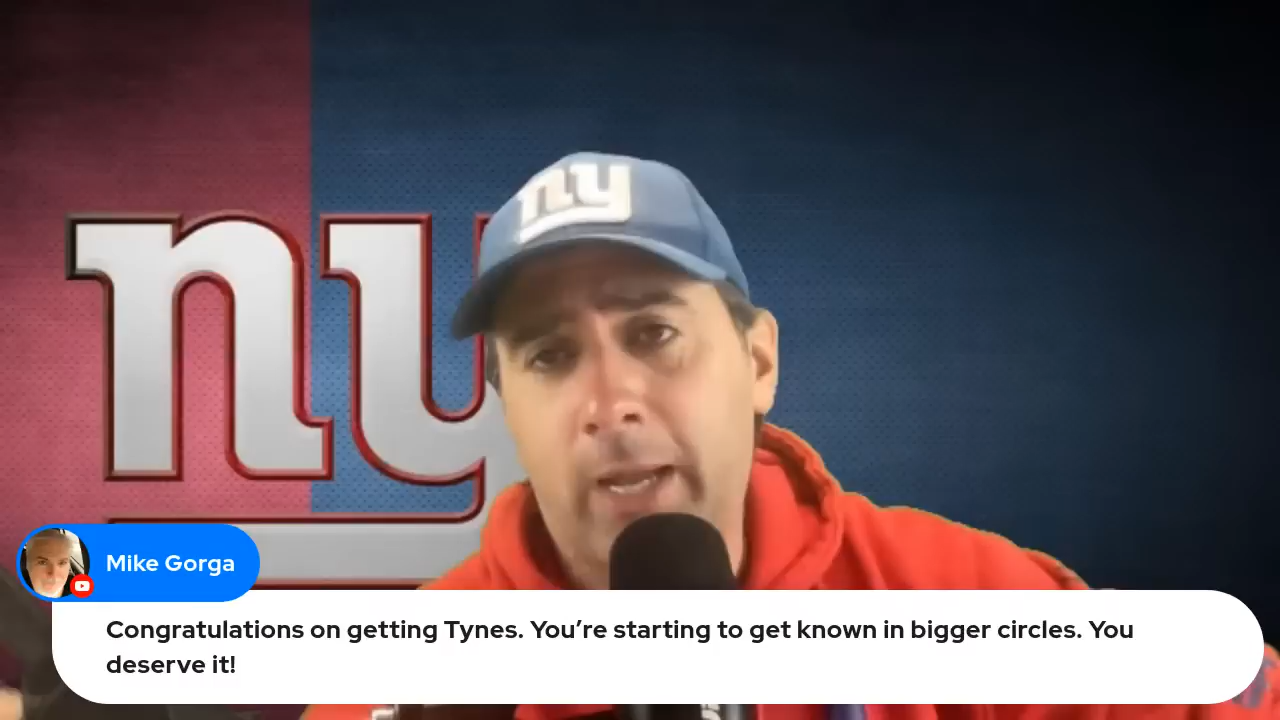 ny
ny
Mike Gorga
Congratulations on getting Tynes. You’re starting to get known in bigger circles. You
deserve it!